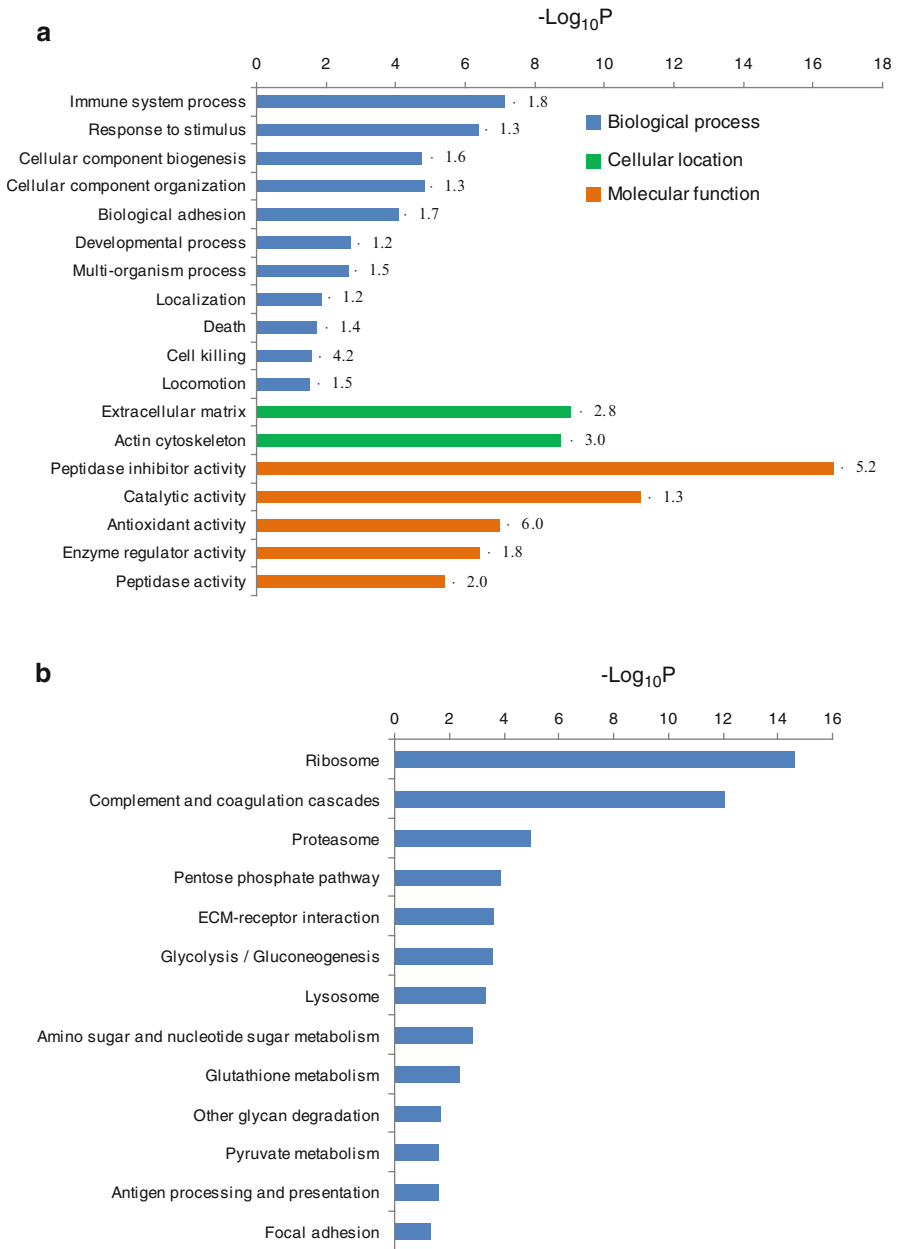 a
-Log10P
0 2 4 6 8 10 12 14 16 18
Immune system process · 1.8
Response to stimulus · 1.3
Cellular component biogenesis · 1.6
Cellular component organization · 1.3
Biological adhesion · 1.7
Developmental process · 1.2
Multi-organism process · 1.5
Localization · 1.2
Death · 1.4
Cell killing · 4.2
Locomotion · 1.5
Extracellular matrix · 2.8
Actin cytoskeleton · 3.0
Peptidase inhibitor activity · 5.2
Catalytic activity · 1.3
Antioxidant activity · 6.0
Enzyme regulator activity · 1.8
Peptidase activity · 2.0
Biological process
Cellular location
Molecular function
b
-Log10P
0 2 4 6 8 10 12 14 16
Ribosome
Complement and coagulation cascades
Proteasome
Pentose phosphate pathway
ECM-receptor interaction
Glycolysis / Gluconeogenesis
Lysosome
Amino sugar and nucleotide sugar metabolism
Glutathione metabolism
Other glycan degradation
Pyruvate metabolism
Antigen processing and presentation
Focal adhesion